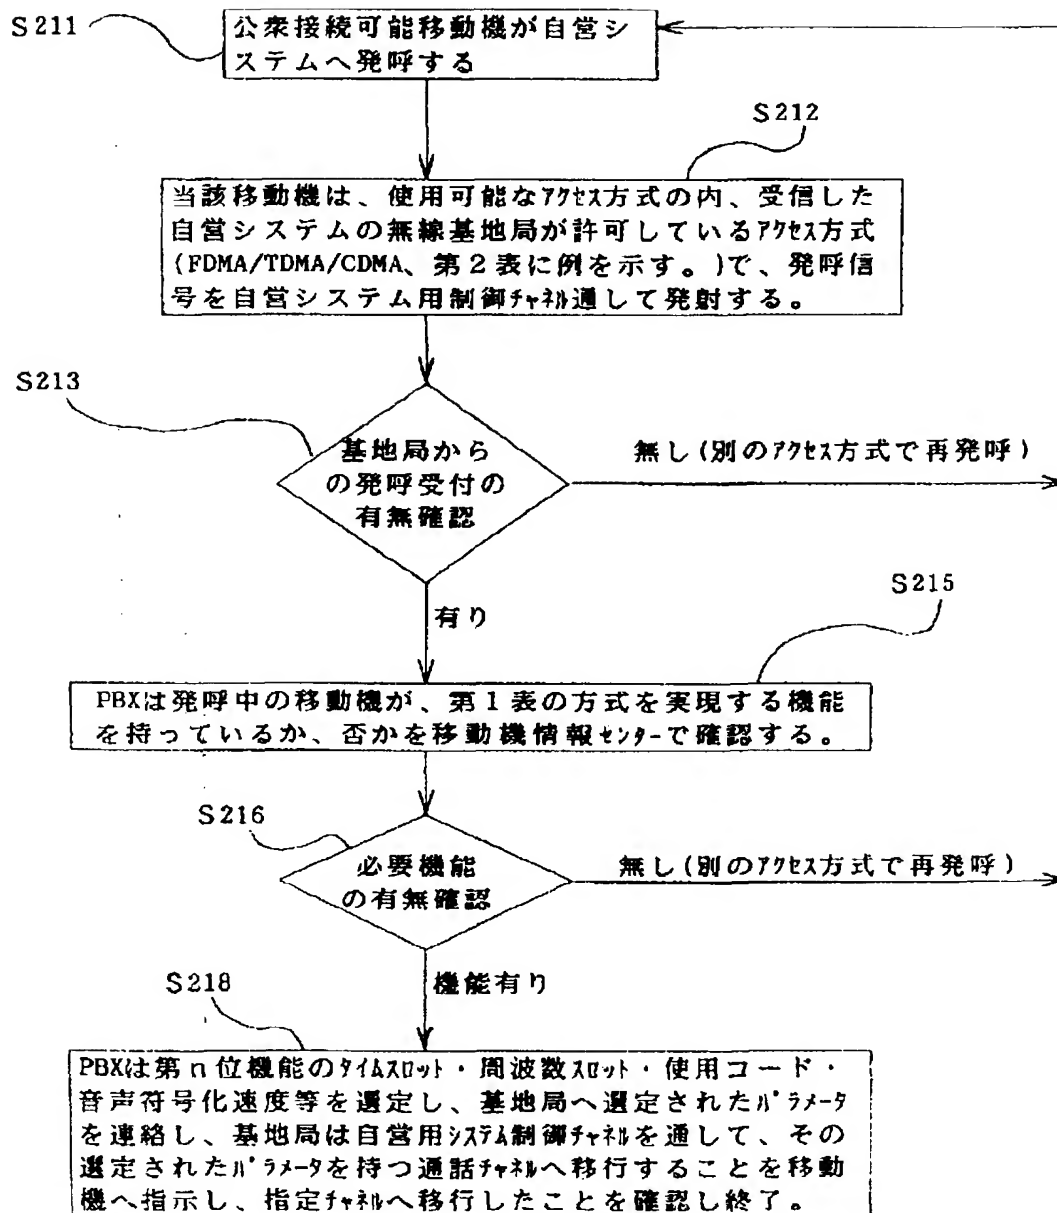 S211
公衆接続可能移動機が自営シ
ステムへ発呼する
S212
当該移動機は、使用可能なｱｸｾｽ方式の内、受信した
自営システムの無線基地局が許可しているｱｸｾｽ方式
(FDMA/TDMA/CDMA、第２表に例を示す。)で、発呼信
号を自営システム用制御ﾁｬﾈﾙ通して発射する。
S213
基地局から
の発呼受付の
有無確認
無し(別のｱｸｾｽ方式で再発呼)
有り
S215
PBXは発呼中の移動機が、第１表の方式を実現する機能
を持っているか、否かを移動機情報ｾﾝﾀｰで確認する。
S216
必要機能
の有無確認
無し(別のｱｸｾｽ方式で再発呼)
機能有り
S218
PBXは第ｎ位機能のﾀｲﾑｽﾛｯﾄ・周波数ｽﾛｯﾄ・使用コード・
音声符号化速度等を選定し、基地局へ選定されたﾊﾟﾗﾒｰﾀ
を連絡し、基地局は自営用ｼｽﾃﾑ制御ﾁｬﾈﾙを通して、その
選定されたﾊﾟﾗﾒｰﾀを持つ通話ﾁｬﾈﾙへ移行することを移動
機へ指示し、指定ﾁｬﾈﾙへ移行したことを確認し終了。